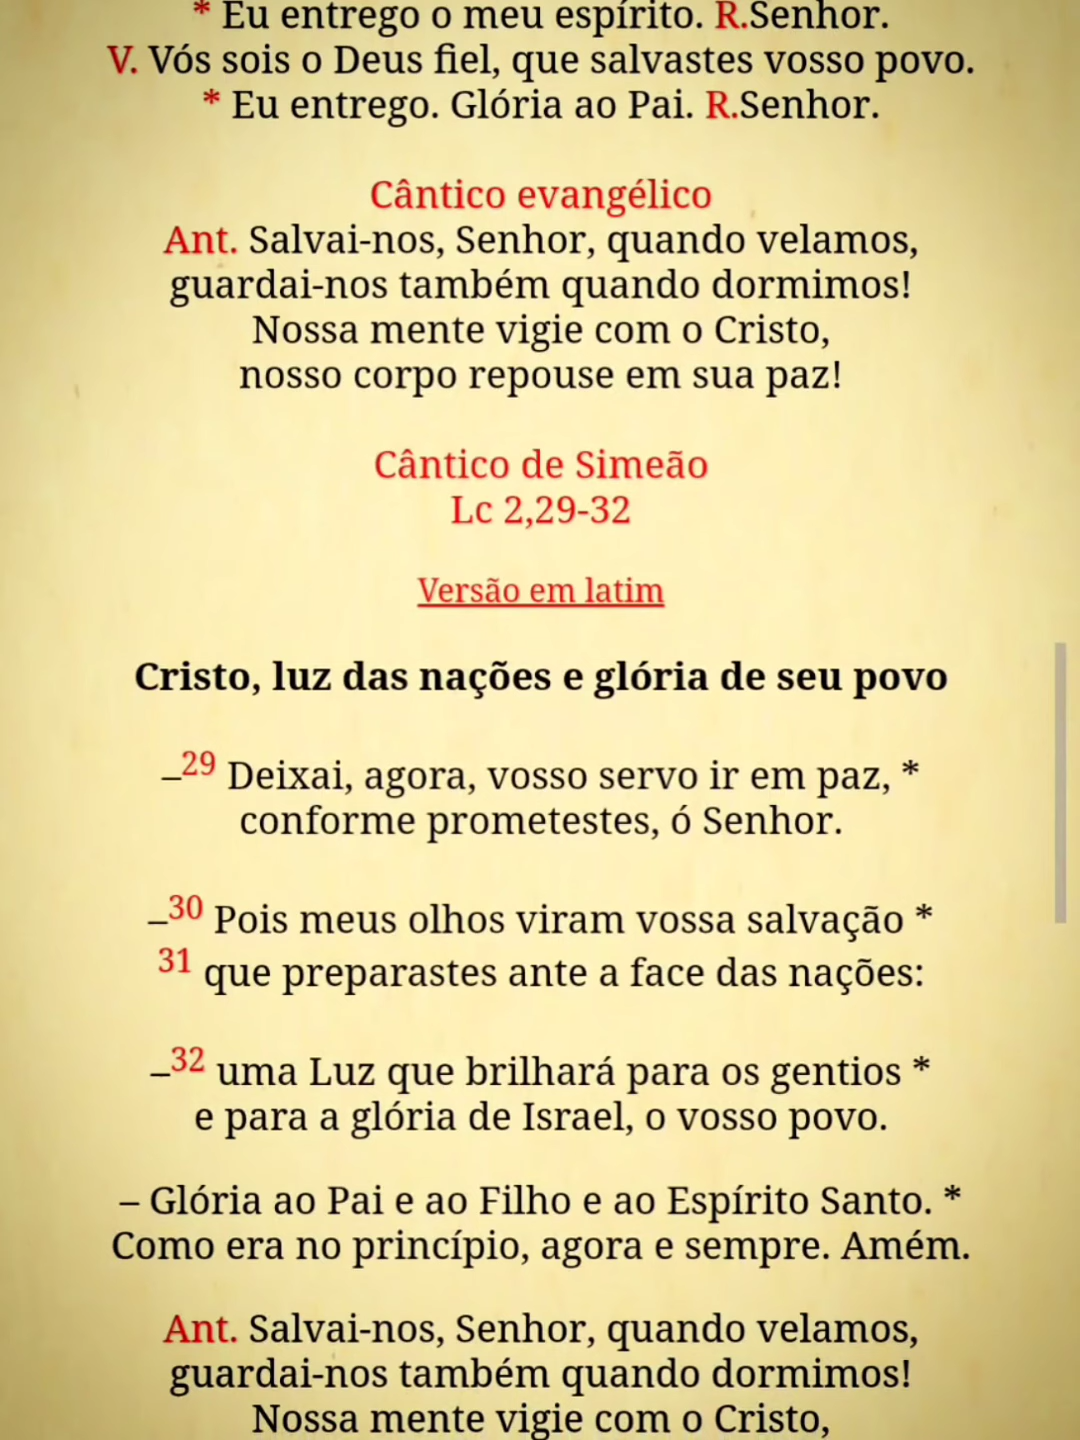 * Eu entrego o meu espírito. R.Senhor.
V. Vós sois o Deus fiel, que salvastes vosso povo.
* Eu entrego. Glória ao Pai. R.Senhor.
Cântico evangélico
Ant. Salvai-nos, Senhor, quando velamos,
guardai-nos também quando dormimos!
Nossa mente vigie com o Cristo,
nosso corpo repouse em sua paz!
Cântico de Simeão
Lc 2,29-32
Versão em latim
Cristo, luz das nações e glória de seu povo
–29 Deixai, agora, vosso servo ir em paz, *
conforme prometestes, ó Senhor.
–30 Pois meus olhos viram vossa salvação *
31 que preparastes ante a face das nações:
–32 uma Luz que brilhará para os gentios *
e para a glória de Israel, o vosso povo.
– Glória ao Pai e ao Filho e ao Espírito Santo. *
Como era no princípio, agora e sempre. Amém.
Ant. Salvai-nos, Senhor, quando velamos,
guardai-nos também quando dormimos!
Nossa mente vigie com o Cristo,